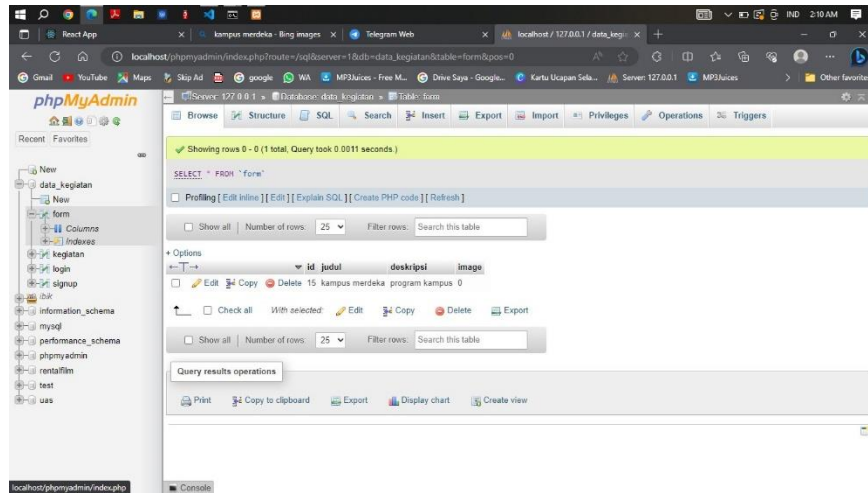 IND 2:10 AM
React App
kampus merdeka - Bing images
Telegram Web
localhost / 127.0.0.1 / data_kegia
localhost/phpmyadmin/index.php?route=/sql&server=1&db=data_kegiatan&table=form&pos=0
Gmail YouTube Maps Skip Ad google WA MP3Juices - Free M... Drive Saya - Google... Kartu Ucapan Sela... Server: 127.0.0.1 MP3Juices Other favorites
phpMyAdmin
Recent Favorites
New
data_kegiatan
New
form
Columns
Indexes
kegiatan
login
signup
ibik
information_schema
mysql
performance_schema
phpmyadmin
rentalfilm
test
uas
localhost/phpmyadmin/index.php
Server: 127.0.0.1 » Database: data_kegiatan » Table: form
Browse Structure SQL Search Insert Export Import Privileges Operations Triggers
Showing rows 0 - 0 (1 total, Query took 0.0011 seconds.)
SELECT * FROM `form`
Profiling [ Edit inline ] [ Edit ] [ Explain SQL ] [ Create PHP code ] [ Refresh ]
Show all Number of rows: 25 Filter rows: Search this table
+ Options
id judul deskripsi image
Edit Copy Delete 15 kampus merdeka program kampus 0
Check all With selected: Edit Copy Delete Export
Show all Number of rows: 25 Filter rows: Search this table
Query results operations
Print Copy to clipboard Export Display chart Create view
Console